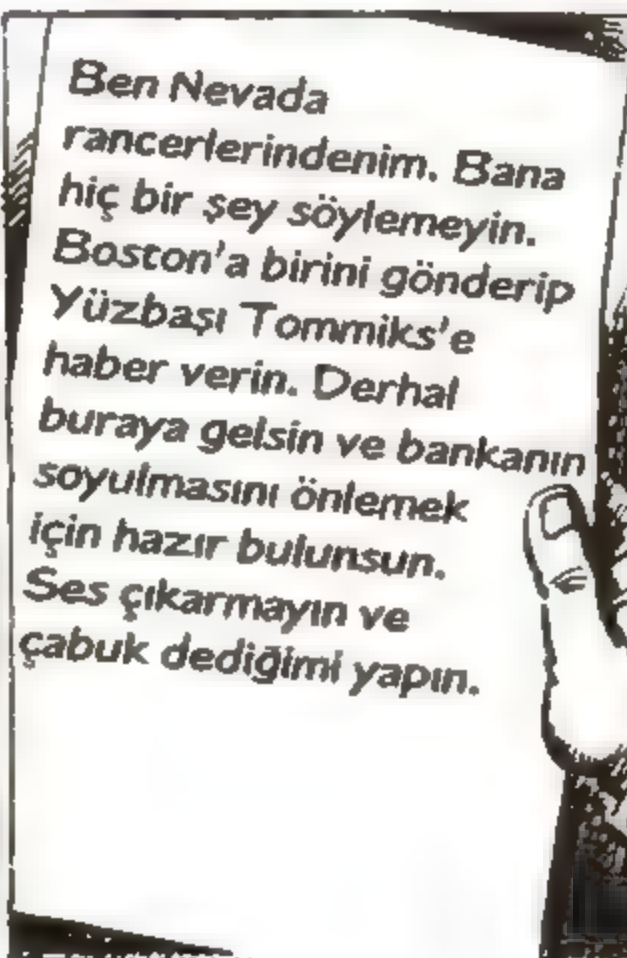 Ben Nevada
rancerlerindenim. Bana
hiç bir şey söylemeyin.
Boston'a birini gönderip
Yüzbaşı Tommiks'e
haber verin. Derhal
buraya gelsin ve bankanın
soyulmasını önlemek
için hazır bulunsun.
Ses çıkarmayın ve
çabuk dediğimi yapın.